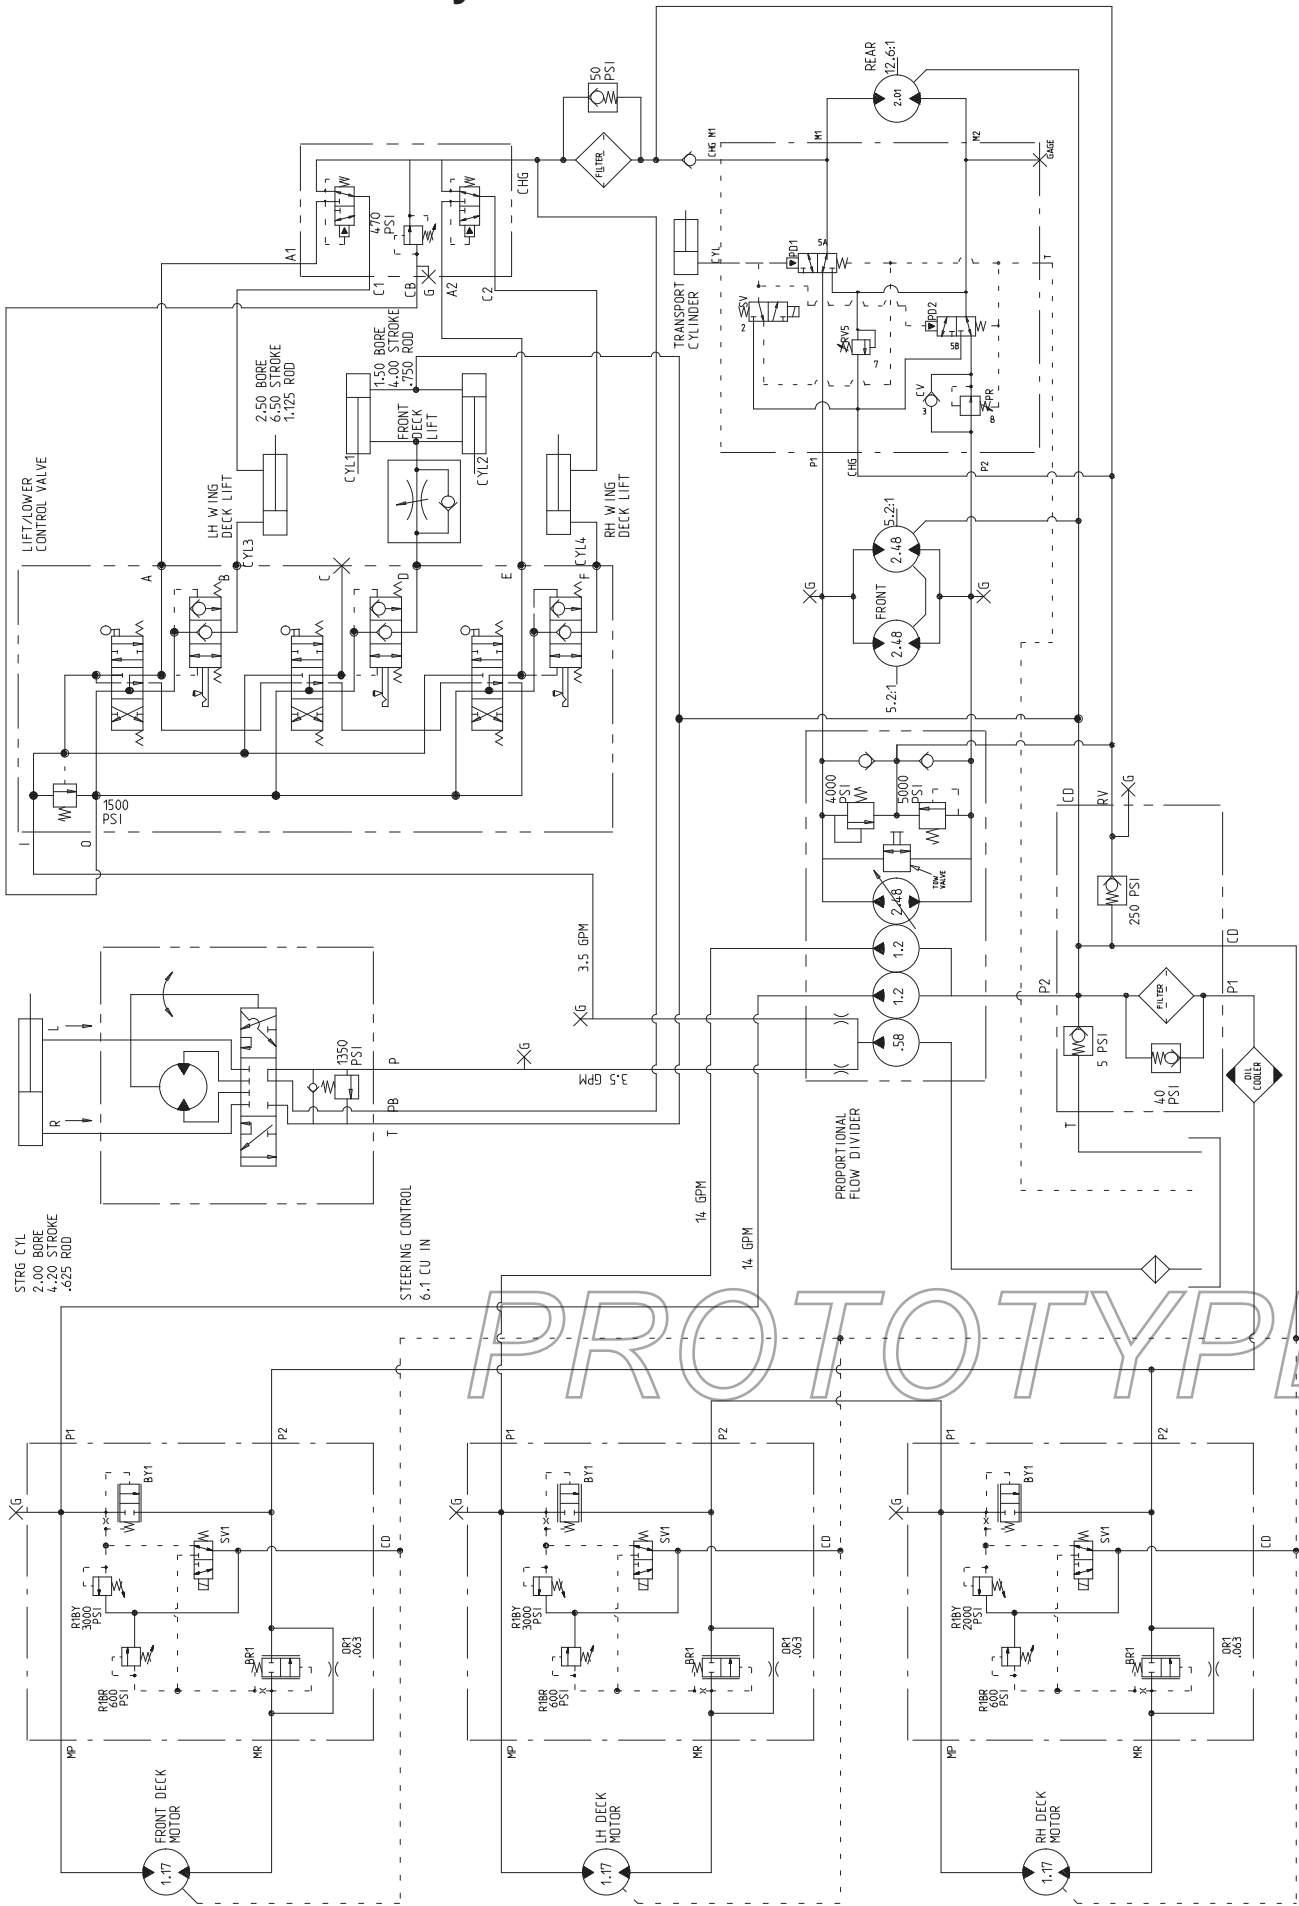 REAR
12.6:1
2.01
50
PSI
FILTER
CHG
CHG M1
M1
M2
GAGE
470
PSI
A1
C1
CB
G
A2
C2
TRANSPORT
CYLINDER
CYL
PD1
5A
SV
2
RV5
7
PD2
5B
CV
3
PR
8
T
P1
CHG
P2
2.50 BORE
6.50 STROKE
1.125 ROD
1.50 BORE
4.00 STROKE
.750 ROD
FRONT
DECK
LIFT
CYL1
CYL2
LIFT/LOWER
CONTROL VALVE
LH WING
DECK LIFT
CYL3
RH WING
DECK LIFT
CYL4
A
B
C
D
E
F
1500
PSI
I
O
5.2:1
2.48
FRONT
2.48
5.2:1
G
G
4000
PSI
5000
PSI
TOW
VALVE
2.48
1.2
1.2
.58
3.5 GPM
G
G
3.5 GPM
PROPORTIONAL
FLOW DIVIDER
CD
RV
G
250 PSI
CD
P2
P1
5 PSI
FILTER
40
PSI
T
OIL
COOLER
L
R
1350
PSI
P
PB
T
STRG CYL
2.00 BORE
4.20 STROKE
.625 ROD
STEERING CONTROL
6.1 CU IN
14 GPM
14 GPM
PROTOTYPE
G
P1
P2
BY1
SV1
CD
R1BY
3000
PSI
R1BR
600
PSI
BR1
OR1
.063
MP
MR
FRONT DECK
MOTOR
1.17
G
P1
P2
BY1
SV1
CD
R1BY
3000
PSI
R1BR
600
PSI
BR1
OR1
.063
MP
MR
LH DECK
MOTOR
1.17
G
P1
P2
BY1
SV1
CD
R1BY
2000
PSI
R1BR
600
PSI
BR1
OR1
.063
MP
MR
RH DECK
MOTOR
1.17